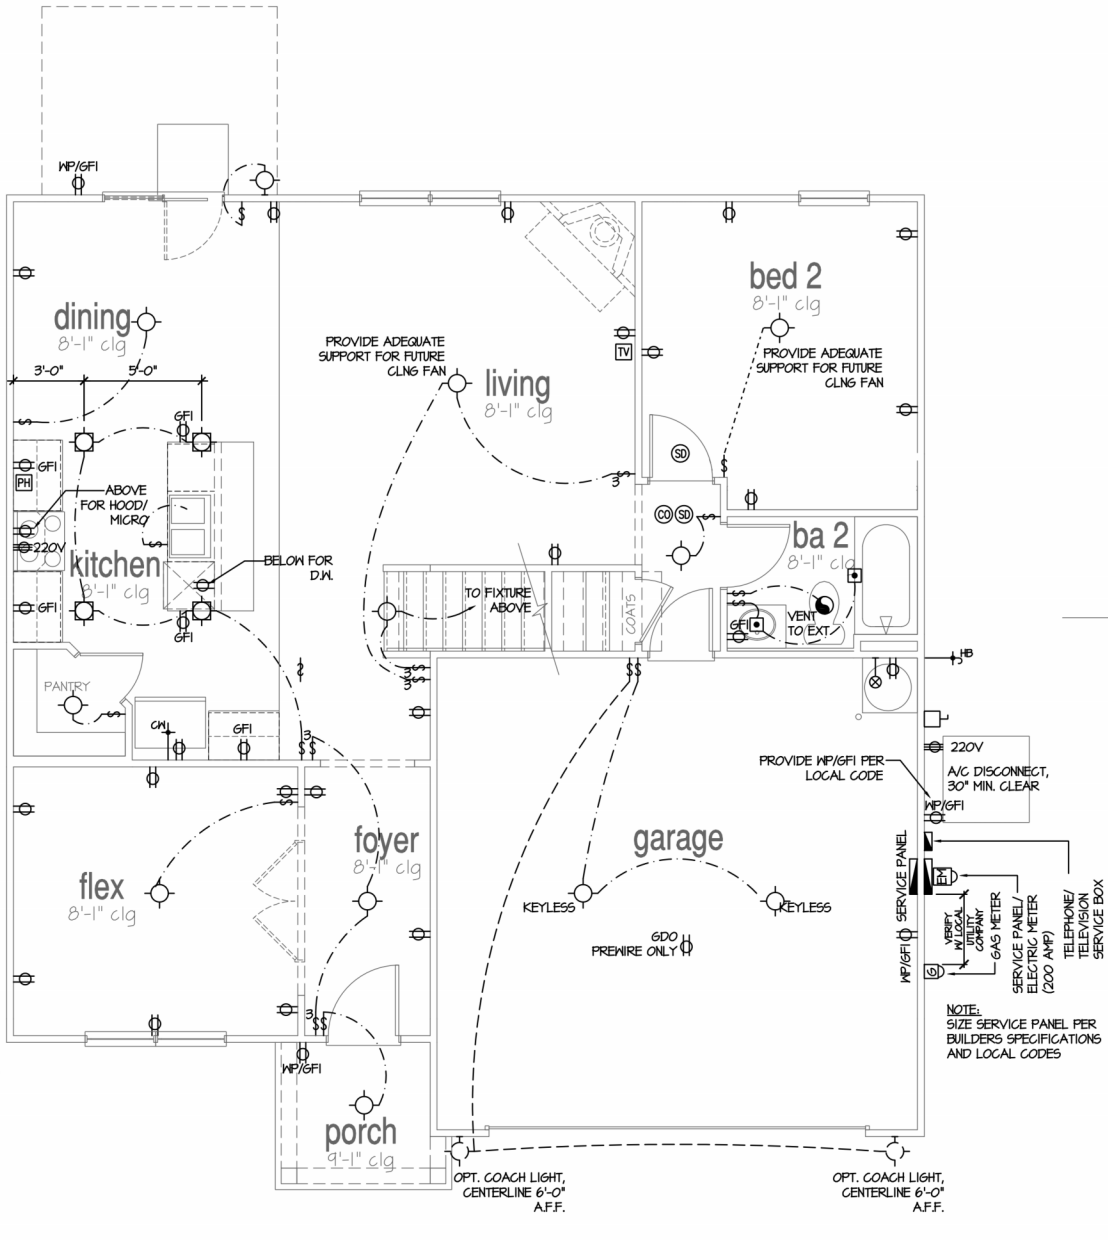 WP/GFI
dining
8'-1" clg
3'-0"
5'-0"
GFI
GFI
PH
ABOVE
FOR HOOD/
MICRO
220V
kitchen
8'-1" clg
GFI
GFI
BELOW FOR
D.W.
PROVIDE ADEQUATE
SUPPORT FOR FUTURE
CLNG FAN
living
8'-1" clg
TV
3
bed 2
8'-1" clg
PROVIDE ADEQUATE
SUPPORT FOR FUTURE
CLNG FAN
SD
CO
SD
ba 2
8'-1" clg
GFI
VENT
TO EXT.
TO FIXTURE
ABOVE
COATS
3
3
PANTRY
CW
GFI
3
HB
220V
A/C DISCONNECT,
30" MIN. CLEAR
PROVIDE WP/GFI PER
LOCAL CODE
WP/GFI
flex
8'-1" clg
foyer
8'-1" clg
3
garage
KEYLESS
KEYLESS
GDO
PREWIRE ONLY
SERVICE PANEL
EM
WP/GFI
G
VERIFY
W/ LOCAL
UTILITY
COMPANY
GAS METER
SERVICE PANEL/
ELECTRIC METER
(200 AMP)
TELEPHONE/
TELEVISION
SERVICE BOX
NOTE:
SIZE SERVICE PANEL PER
BUILDERS SPECIFICATIONS
AND LOCAL CODES
WP/GFI
porch
9'-1" clg
OPT. COACH LIGHT,
CENTERLINE 6'-0"
A.F.F.
OPT. COACH LIGHT,
CENTERLINE 6'-0"
A.F.F.